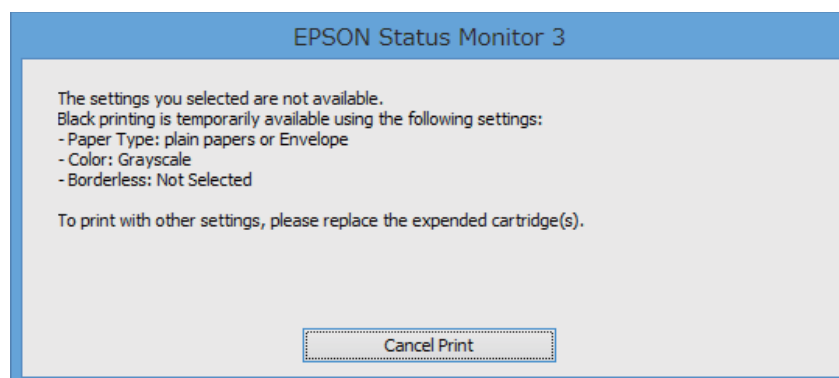 EPSON Status Monitor 3
The settings you selected are not available.
Black printing is temporarily available using the following settings:
- Paper Type: plain papers or Envelope
- Color: Grayscale
- Borderless: Not Selected
To print with other settings, please replace the expended cartridge(s).
Cancel Print